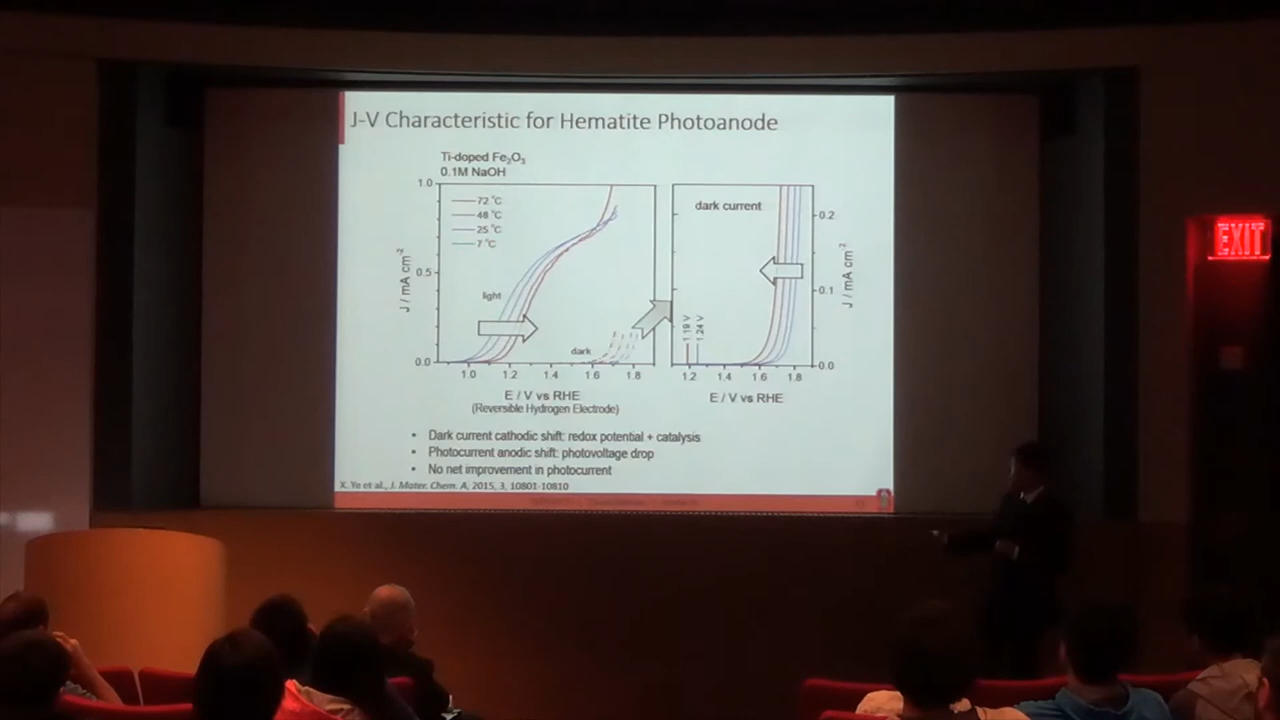 J-V Characteristic for Hematite Photoanode
Ti-doped Fe₂O₃
0.1M NaOH
1.0
72 °C
48 °C
25 °C
7 °C
0.5
J / mA cm⁻²
light
dark
0.0
1.0 1.2 1.4 1.6 1.8
E / V vs RHE
(Reversible Hydrogen Electrode)
dark current
0.2
0.1
J / mA cm⁻²
1.19 V
1.24 V
0.0
1.2 1.4 1.6 1.8
E / V vs RHE
• Dark current cathodic shift: redox potential + catalysis
• Photocurrent anodic shift: photovoltage drop
• No net improvement in photocurrent
X. Ye et al., J. Mater. Chem. A, 2015, 3, 10801-10810
EXIT